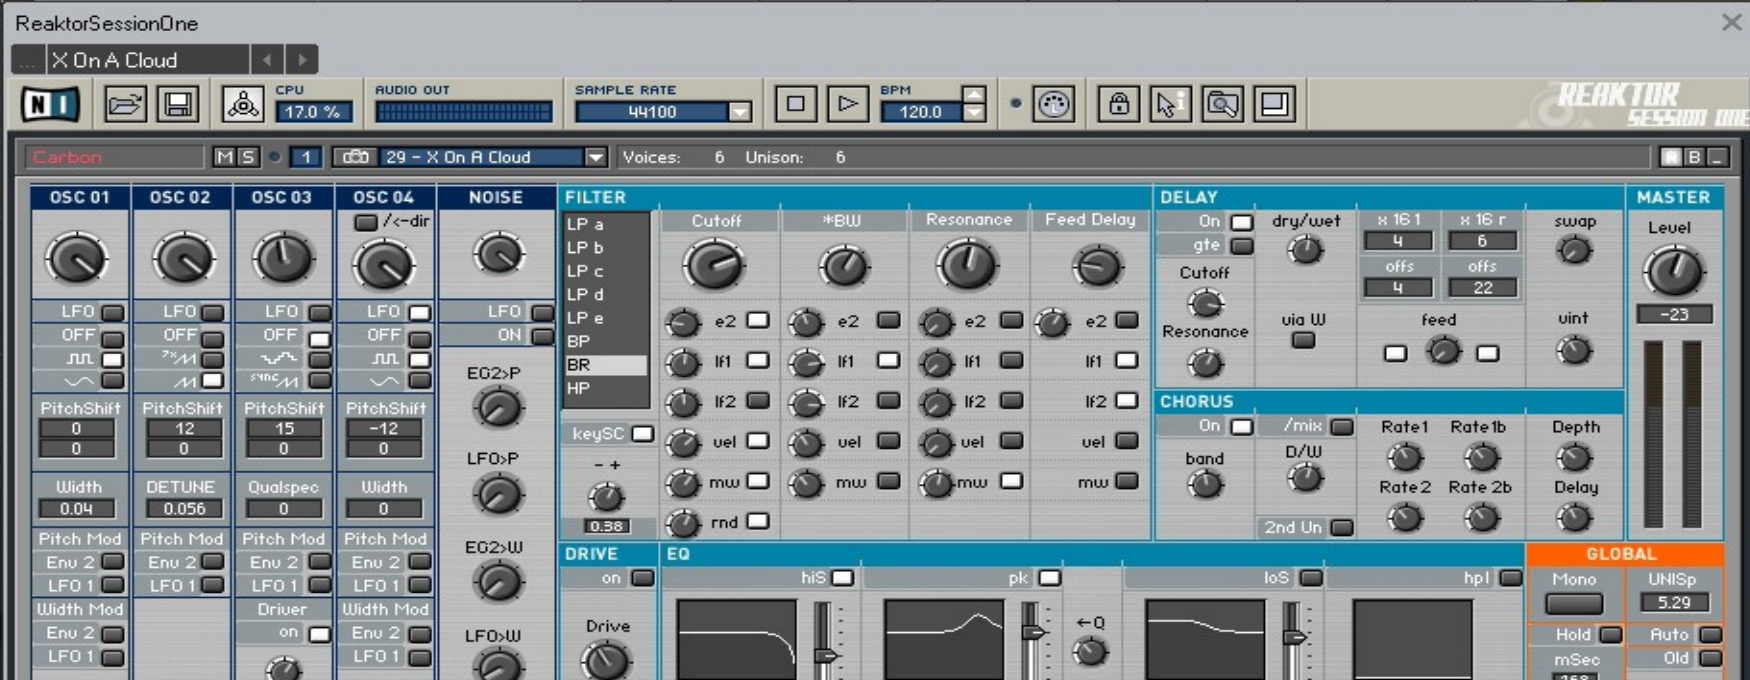 ReaktorSessionOne
... X On A Cloud
NI CPU 17.0 % AUDIO OUT SAMPLE RATE 44100 BPM 120.0 REAKTOR SESSION ONE
Carbon M S 1 29 - X On A Cloud Voices: 6 Unison: 6 A B _
OSC 01 OSC 02 OSC 03 OSC 04 NOISE FILTER DELAY MASTER
/<-dir
LFO LFO LFO LFO LFO
OFF OFF OFF OFF ON
7x
sync
PitchShift PitchShift PitchShift PitchShift
0 12 15 -12
0 0 0 0
Width DETUNE Qualspec Width
0.04 0.056 0 0
Pitch Mod Pitch Mod Pitch Mod Pitch Mod
Env 2 Env 2 Env 2 Env 2
LFO 1 LFO 1 LFO 1 LFO 1
Width Mod Driver Width Mod
Env 2 on Env 2
LFO 1 LFO 1
EG2>P
LFO>P
EG2>W
LFO>W
LP a
LP b
LP c
LP d
LP e
BP
BR
HP
keySC
- +
0.38
Cutoff *BW Resonance Feed Delay
e2 e2 e2 e2
lf1 lf1 lf1 lf1
lf2 lf2 lf2 lf2
vel vel vel vel
mw mw mw mw
rnd
On dry/wet x 16 l x 16 r swap
gte 4 6
Cutoff offs offs
4 22
Resonance via W feed vint
Level
-23
CHORUS
On /mix Rate1 Rate1b Depth
band D/W
Rate2 Rate 2b Delay
2nd Un
DRIVE EQ
on hiS pk loS hpl
Drive
←Q
GLOBAL
Mono UNISp
5.29
Hold Auto
mSec Old
168